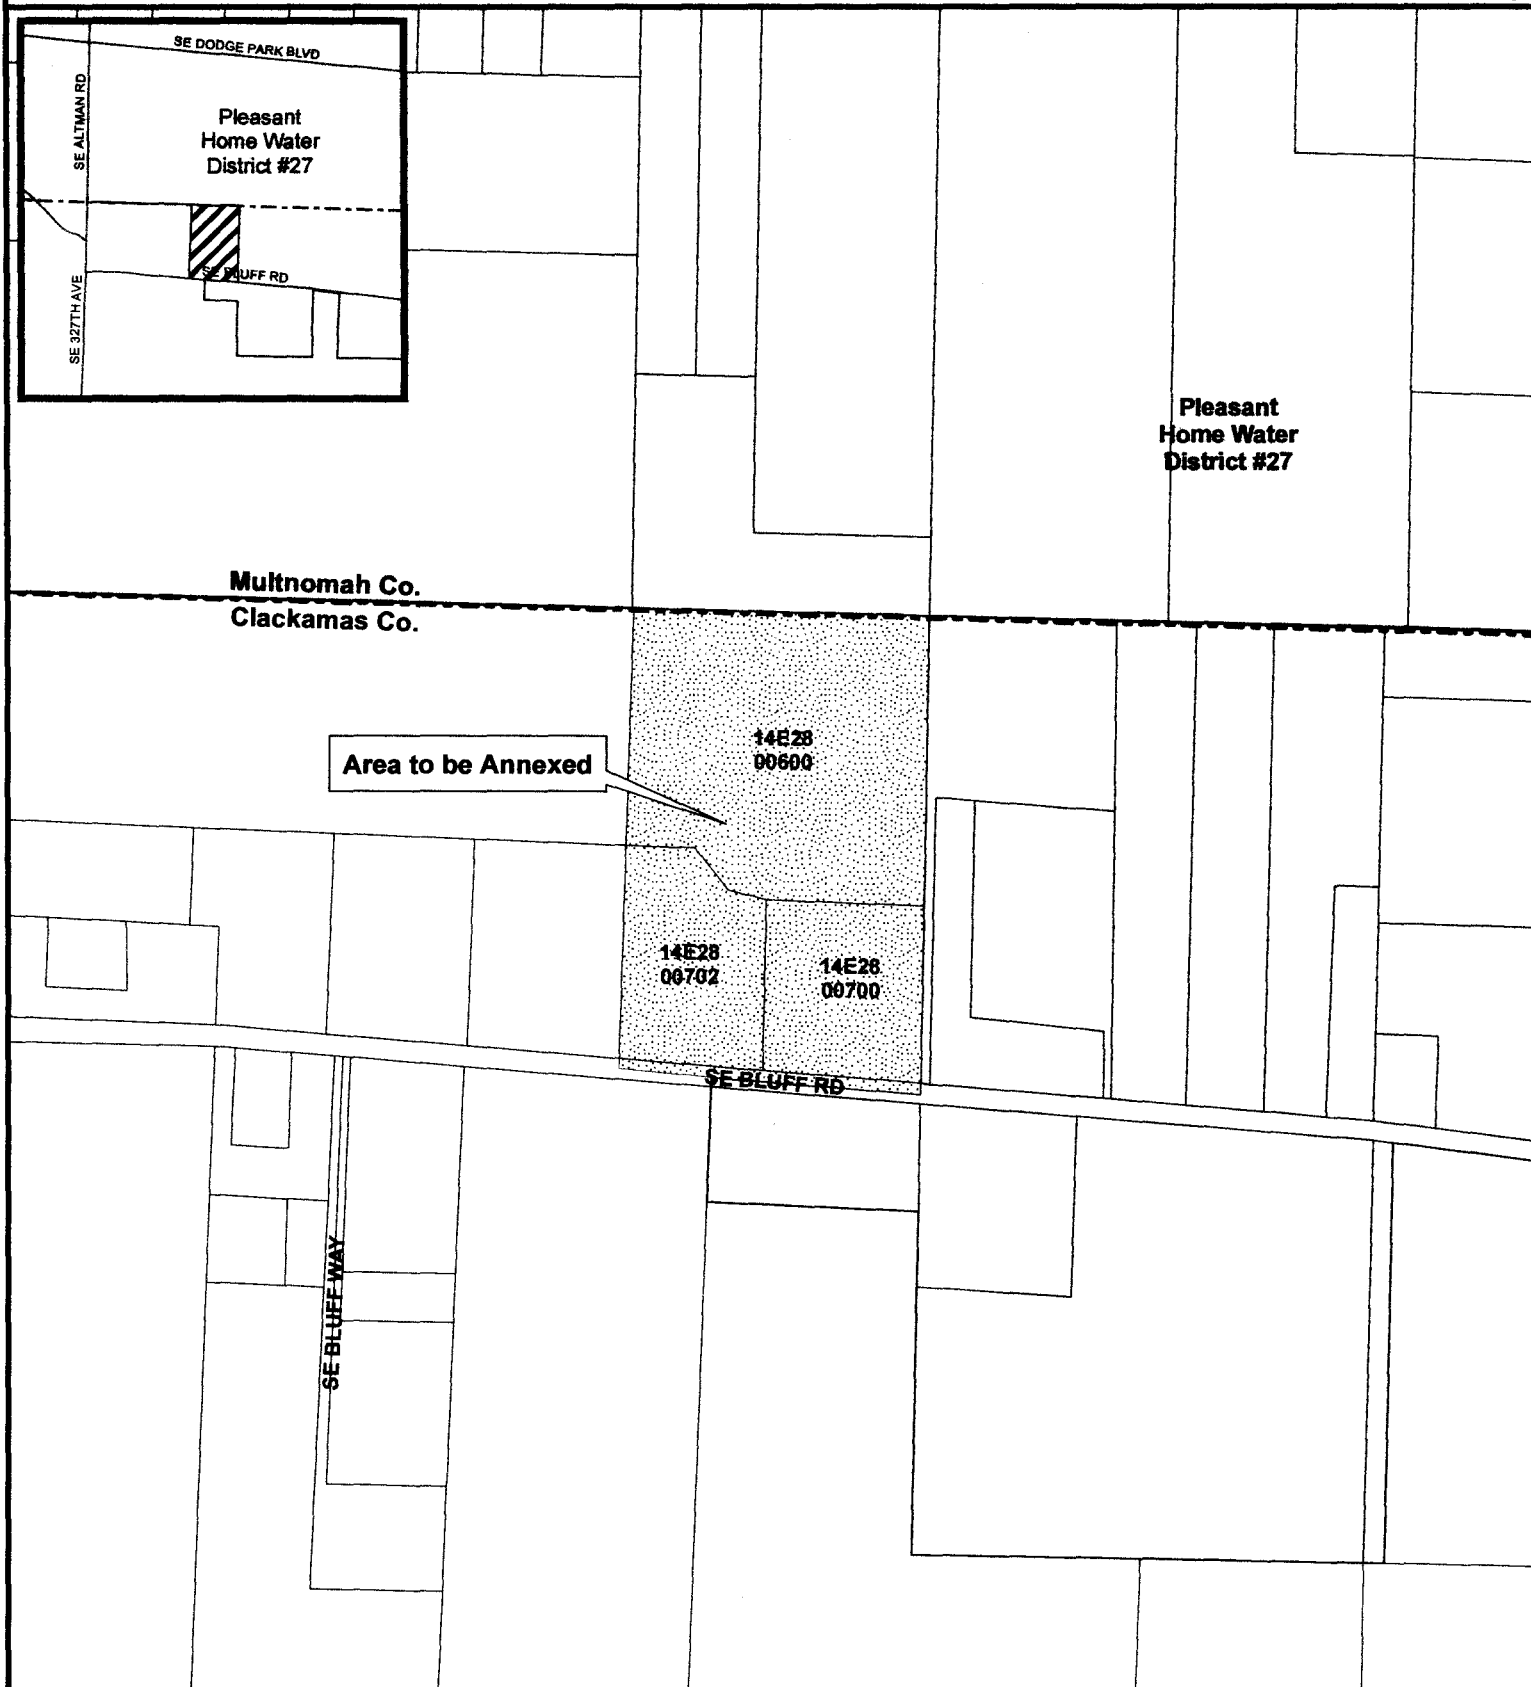 SE DODGE PARK BLVD
SE ALTMAN RD
Pleasant
Home Water
District #27
SE BLUFF RD
SE 327TH AVE
Pleasant
Home Water
District #27
Multnomah Co.
Clackamas Co.
14E28
00600
Area to be Annexed
14E28
00702
14E28
00700
SE BLUFF RD
SE BLUFF WAY